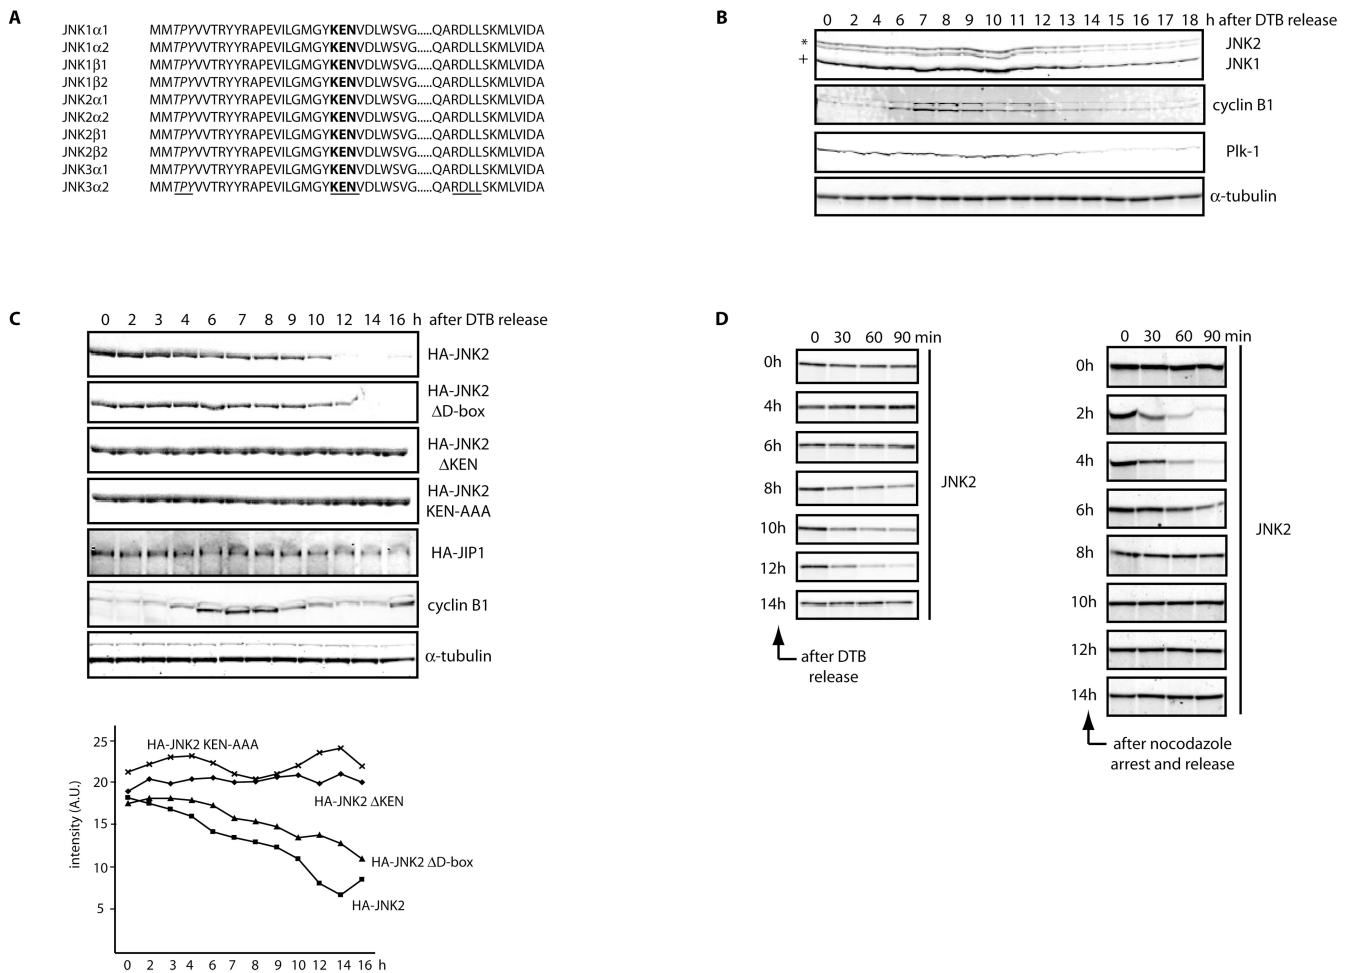 A
JNK1α1 MMTPYVVTRYYRAPEVILGMGYKENVDLWSVG.....QARDLLSKMLVIDA
JNK1α2 MMTPYVVTRYYRAPEVILGMGYKENVDLWSVG.....QARDLLSKMLVIDA
JNK1β1 MMTPYVVTRYYRAPEVILGMGYKENVDLWSVG.....QARDLLSKMLVIDA
JNK1β2 MMTPYVVTRYYRAPEVILGMGYKENVDLWSVG.....QARDLLSKMLVIDA
JNK2α1 MMTPYVVTRYYRAPEVILGMGYKENVDLWSVG.....QARDLLSKMLVIDA
JNK2α2 MMTPYVVTRYYRAPEVILGMGYKENVDLWSVG.....QARDLLSKMLVIDA
JNK2β1 MMTPYVVTRYYRAPEVILGMGYKENVDLWSVG.....QARDLLSKMLVIDA
JNK2β2 MMTPYVVTRYYRAPEVILGMGYKENVDLWSVG.....QARDLLSKMLVIDA
JNK3α1 MMTPYVVTRYYRAPEVILGMGYKENVDLWSVG.....QARDLLSKMLVIDA
JNK3α2 MMTPYVVTRYYRAPEVILGMGYKENVDLWSVG.....QARDLLSKMLVIDA
B
0 2 4 6 7 8 9 10 11 12 13 14 15 16 17 18 h after DTB release
* JNK2
+ JNK1
cyclin B1
Plk-1
α-tubulin
C
0 2 3 4 6 7 8 9 10 12 14 16 h after DTB release
HA-JNK2
HA-JNK2
ΔD-box
HA-JNK2
ΔKEN
HA-JNK2
KEN-AAA
HA-JIP1
cyclin B1
α-tubulin
intensity (A.U.)
25
20
15
10
5
HA-JNK2 KEN-AAA
HA-JNK2 ΔKEN
HA-JNK2 ΔD-box
HA-JNK2
0 2 3 4 6 7 8 9 10 12 14 16 h
D
0 30 60 90 min
0h
4h
6h
8h
10h
12h
14h
JNK2
after DTB
release
0 30 60 90 min
0h
2h
4h
6h
8h
10h
12h
14h
JNK2
after nocodazole
arrest and release